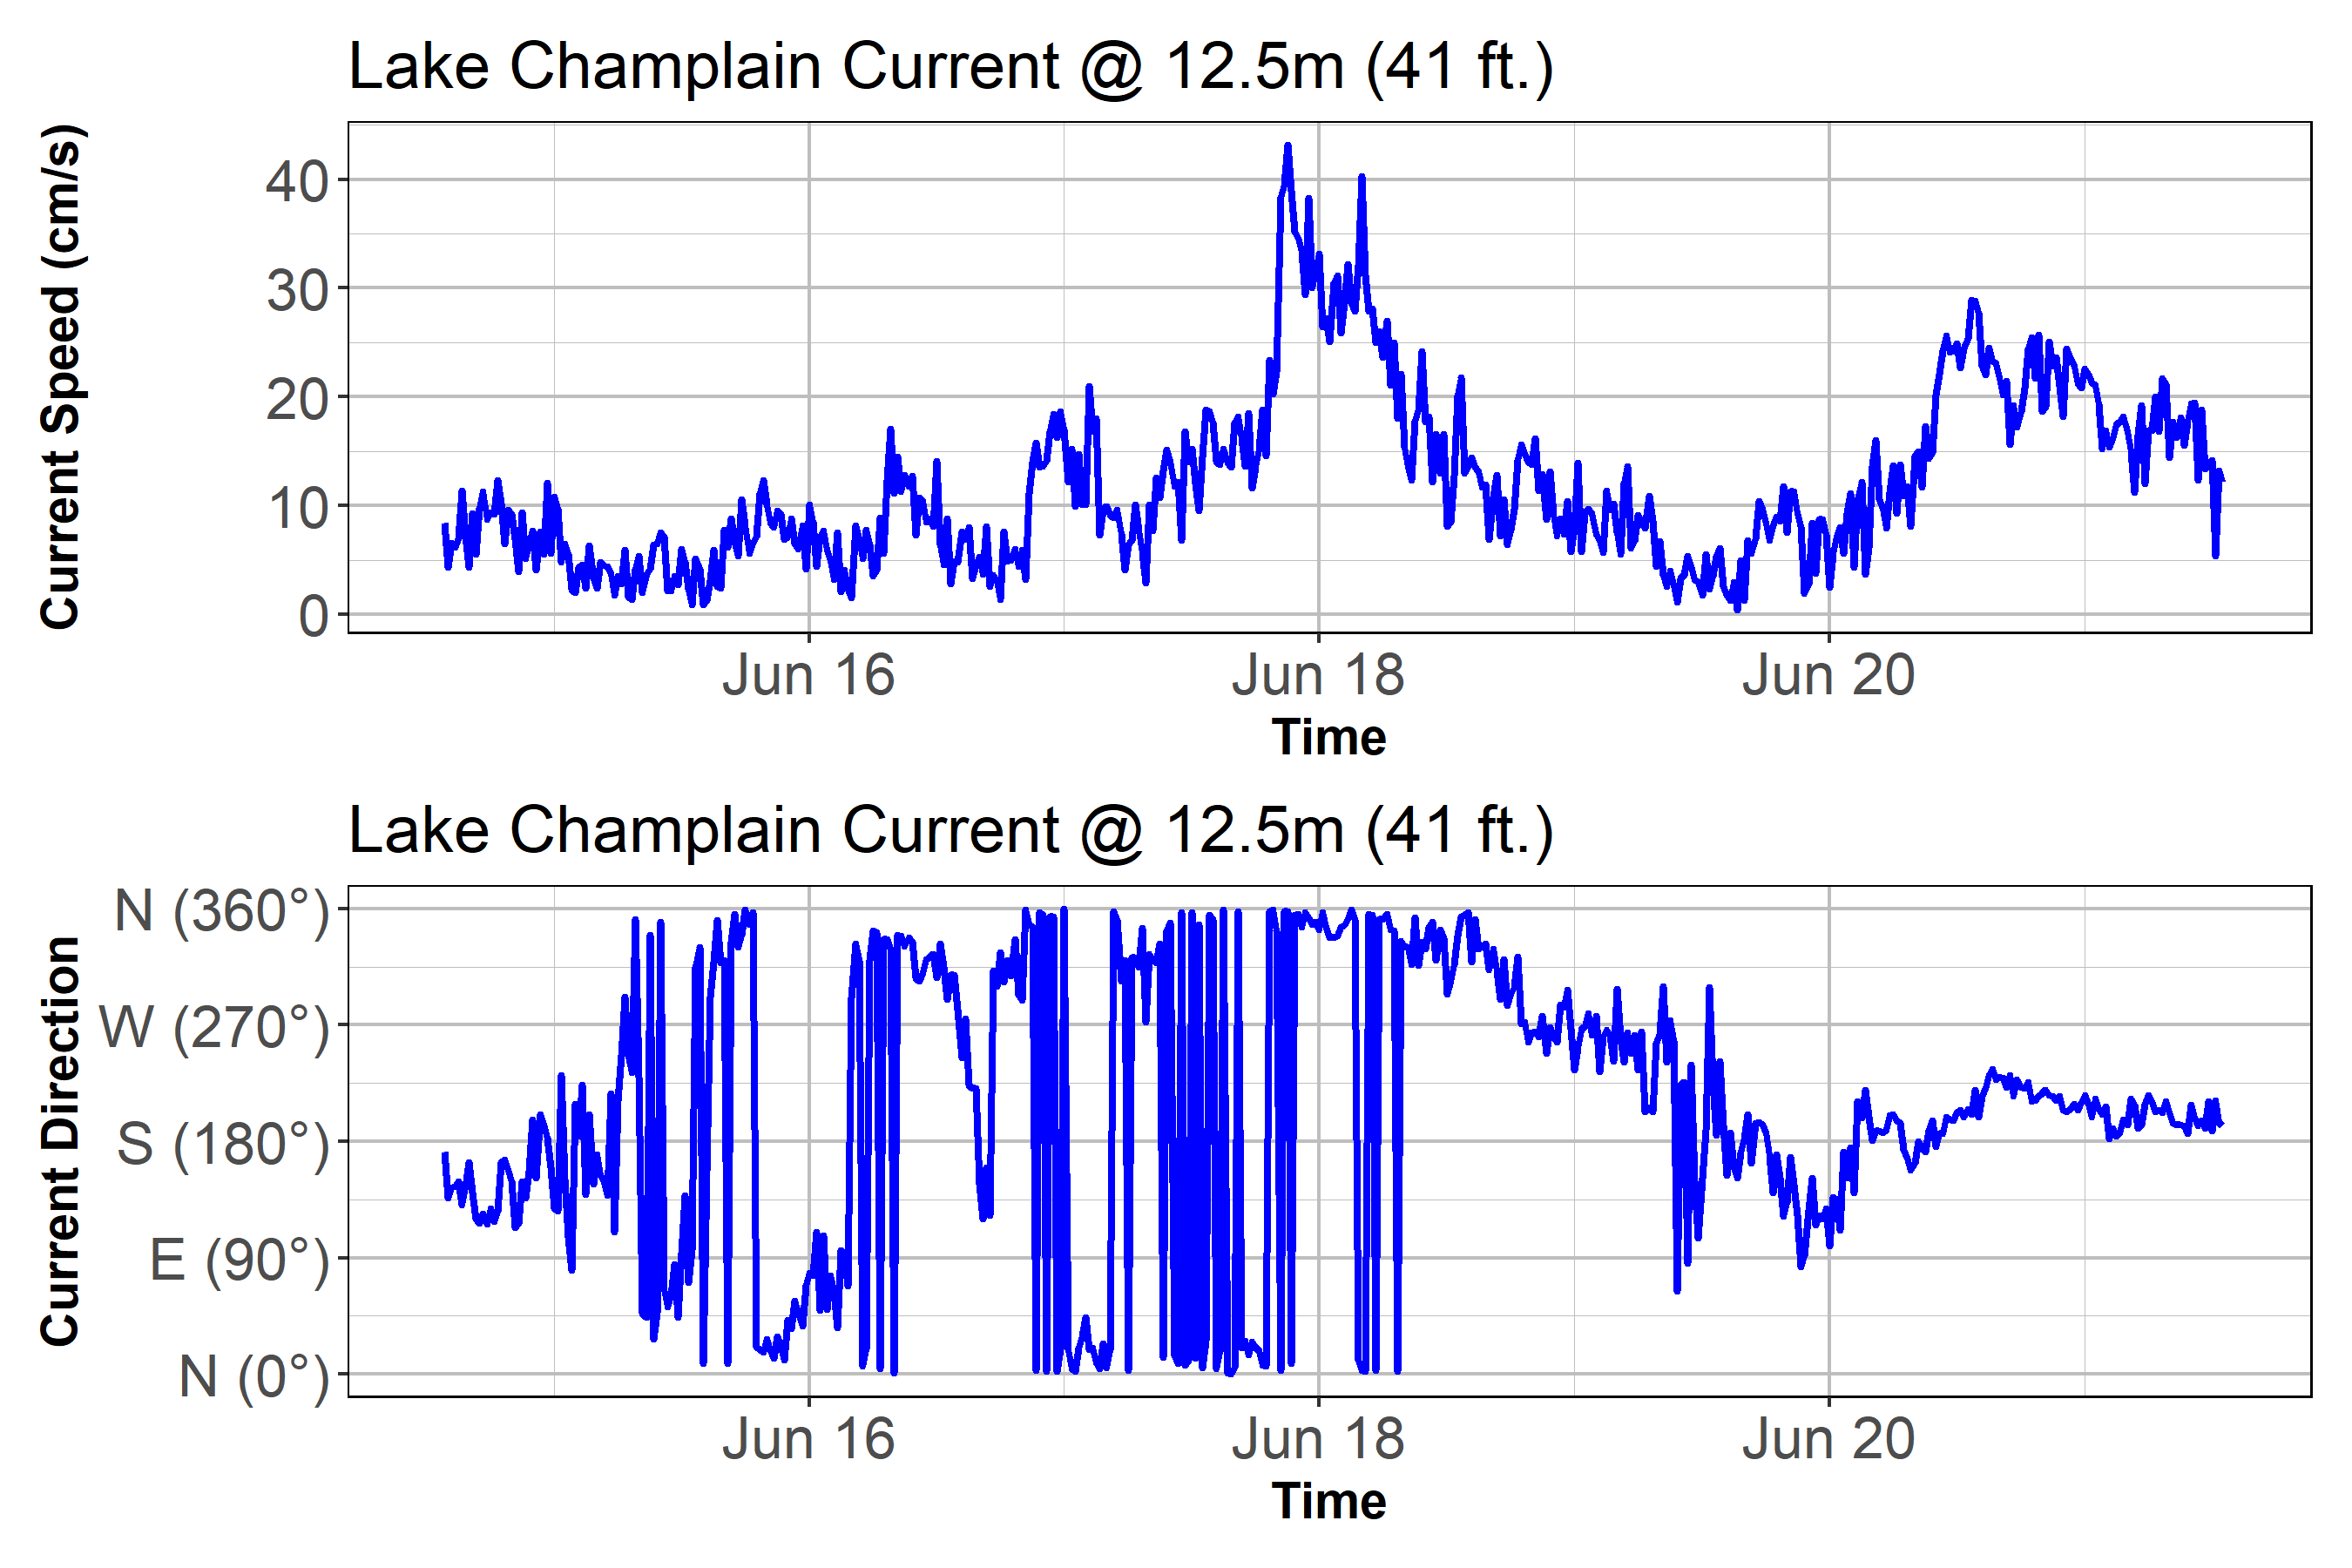 Lake Champlain Current @ 12.5m (41 ft.)
Current Speed (cm/s)
40
30
20
10
0
Jun 16 Jun 18 Jun 20
Time
Lake Champlain Current @ 12.5m (41 ft.)
Current Direction
N (360°)
W (270°)
S (180°)
E (90°)
N (0°)
Jun 16 Jun 18 Jun 20
Time